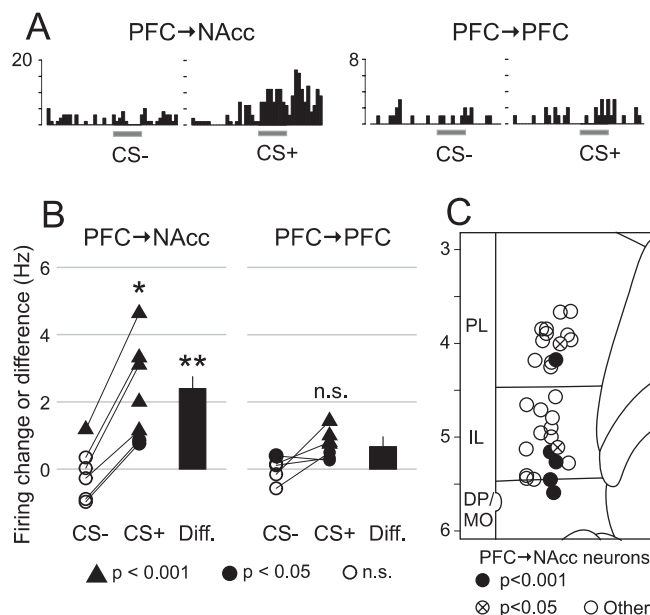 A
PFC→NAcc
PFC→PFC
20
8
0
0
CS-
CS+
CS-
CS+
B
C
PFC→NAcc
PFC→PFC
Firing change or difference (Hz)
6
4
2
0
*
**
n.s.
CS-
CS+
Diff.
CS-
CS+
Diff.
▲ p < 0.001
● p < 0.05
○ n.s.
3
4
5
6
PL
IL
DP/
MO
PFC→NAcc neurons
● p<0.001
⊗ p<0.05
○ Other